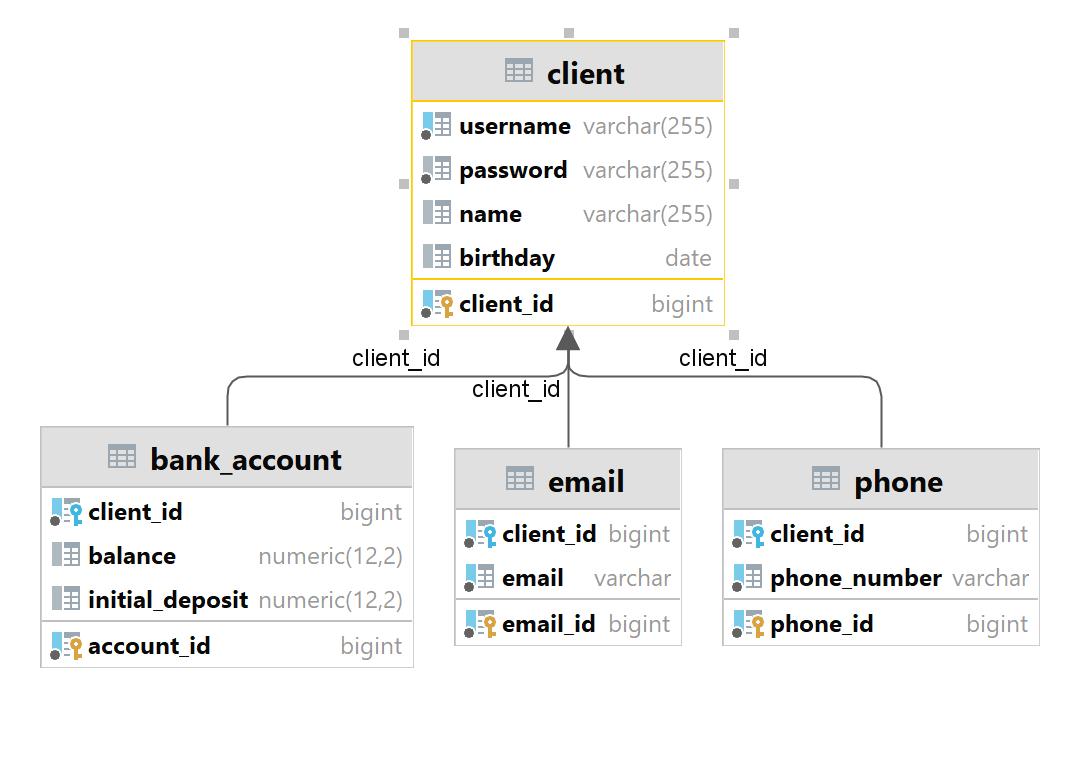 client
username varchar(255)
password varchar(255)
name varchar(255)
birthday date
client_id bigint
client_id
client_id
client_id
bank_account
client_id bigint
balance numeric(12,2)
initial_deposit numeric(12,2)
account_id bigint
email
client_id bigint
email varchar
email_id bigint
phone
client_id bigint
phone_number varchar
phone_id bigint